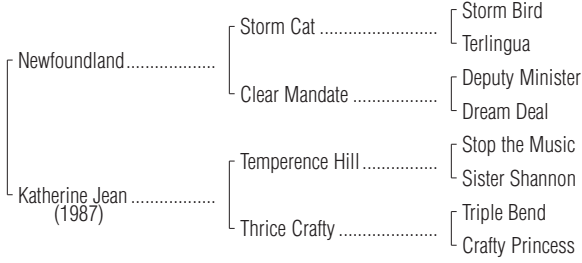 Storm Bird
Storm Cat ........................
Terlingua
Newfoundland..................
Deputy Minister
Clear Mandate .................
Dream Deal
Stop the Music
Temperence Hill...............
Sister Shannon
Katherine Jean .................
(1987)
Triple Bend
Thrice Crafty ....................
Crafty Princess